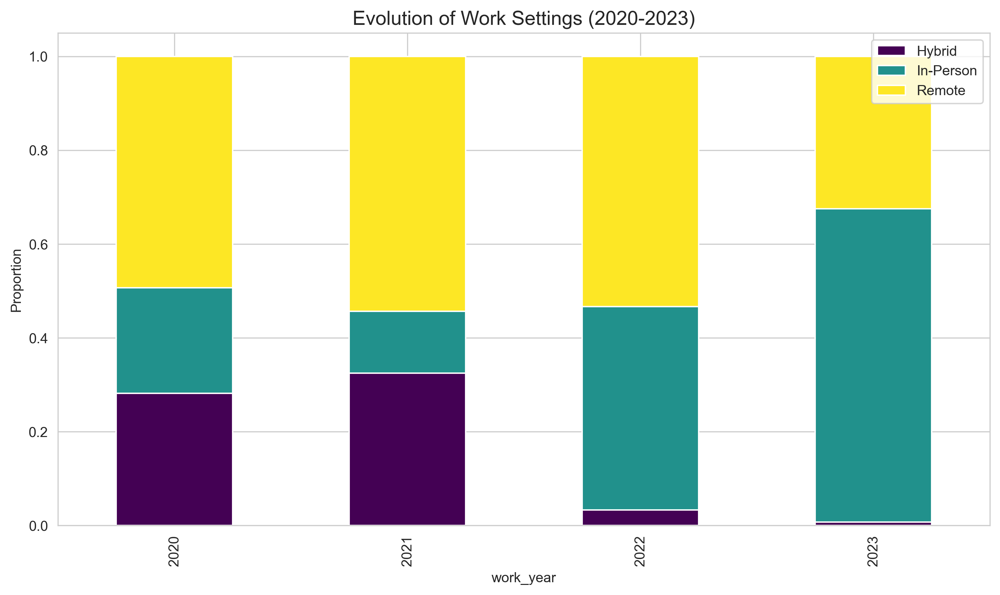 Evolution of Work Settings (2020-2023)
Hybrid
In-Person
Remote
Proportion
1.0
0.8
0.6
0.4
0.2
0.0
2020
2021
2022
2023
work_year